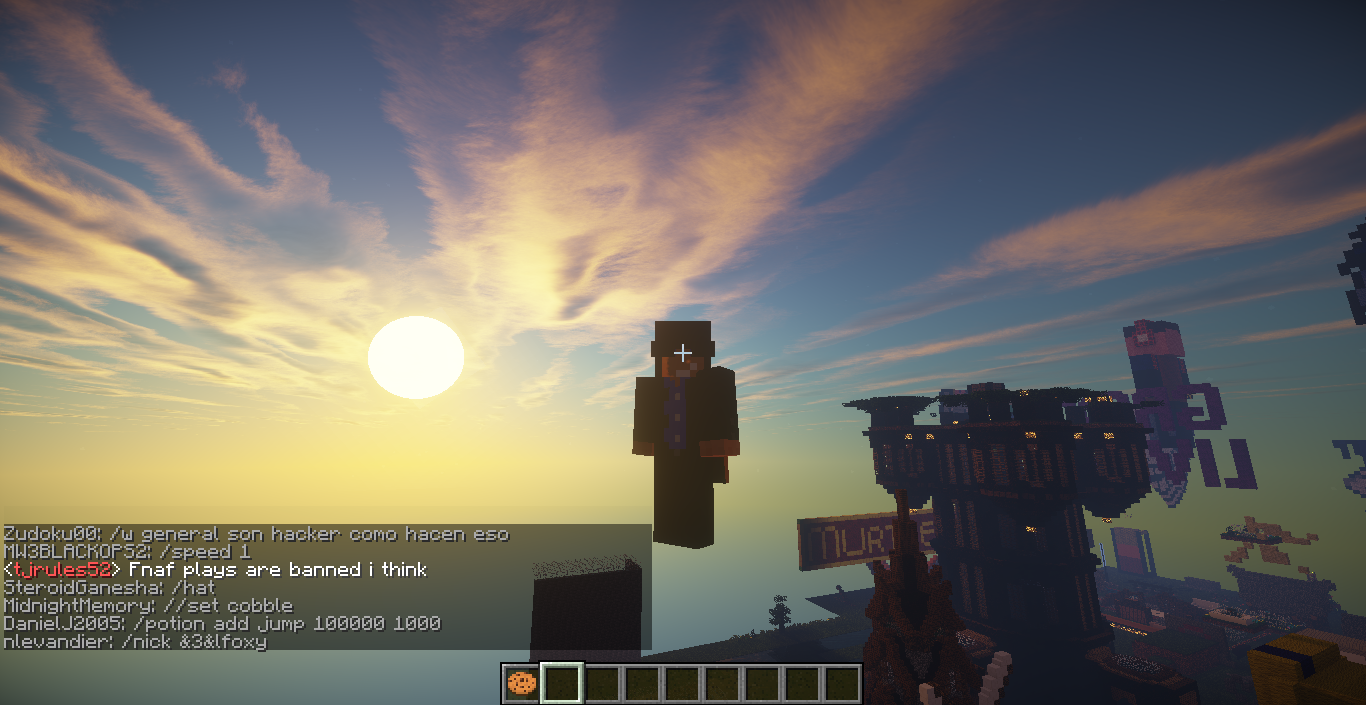 Zudoku00: /w general son hacker como hacen eso
MW3BLACKOPS2: /speed 1
<tjrules52> Fnaf plays are banned i think
SteroidGanesha: /hat
MidnightMemory: //set cobble
DanielJ2005: /potion add jump 100000 1000
nlevandier: /nick &3&lfoxy